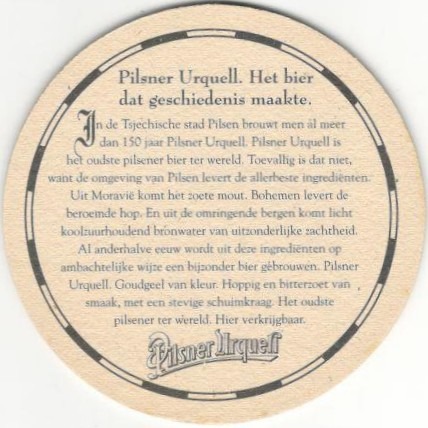 Pilsner Urquell. Het bier
dat geschiedenis maakte.
In de Tsjechische stad Pilsen brouwt men al meer
dan 150 jaar Pilsner Urquell. Pilsner Urquell is
het oudste pilsener bier ter wereld. Toevallig is dat niet,
want de omgeving van Pilsen levert de allerbeste ingrediënten.
Uit Moravië komt het zoete mout. Bohemen levert de
beroemde hop. En uit de omringende bergen komt licht
koolzuurhoudend bronwater van uitzonderlijke zachtheid.
Al anderhalve eeuw wordt uit deze ingrediënten op
ambachtelijke wijze een bijzonder bier gebrouwen. Pilsner
Urquell. Goudgeel van kleur. Hoppig en bitterzoet van
smaak, met een stevige schuimkraag. Het oudste
pilsener ter wereld. Hier verkrijgbaar.
Pilsner Urquell